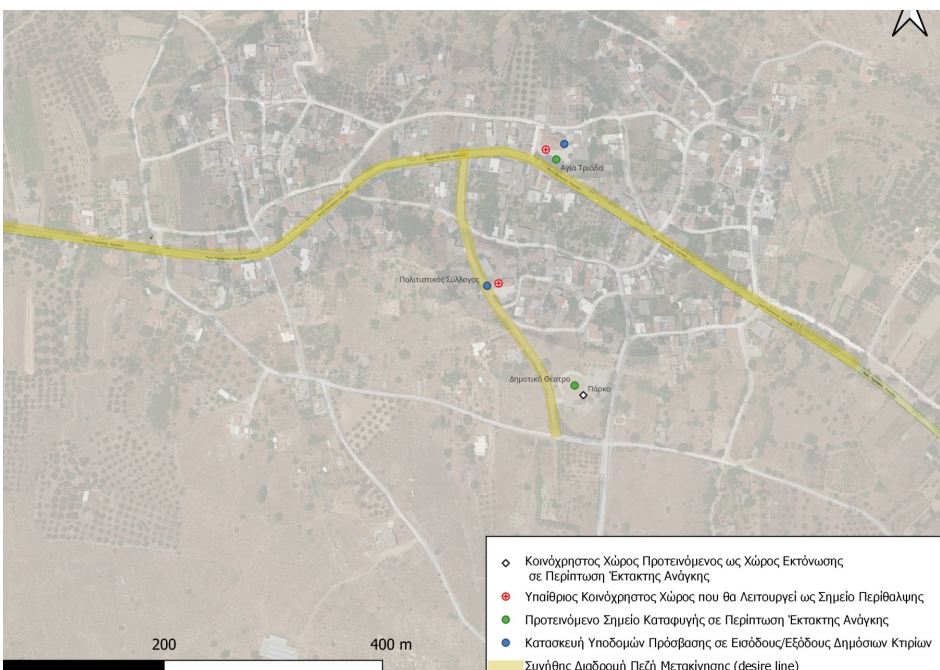 Αγία Τριάδα
Πολιτιστικός Σύλλογος
Δημοτικό Θέατρο
Πάρκο
Κοινόχρηστος Χώρος Προτεινόμενος ως Χώρος Εκτόνωσης
σε Περίπτωση Έκτακτης Ανάγκης
Υπαίθριος Κοινόχρηστος Χώρος που θα Λειτουργεί ως Σημείο Περίθαλψης
Προτεινόμενο Σημείο Καταφυγής σε Περίπτωση Έκτακτης Ανάγκης
Κατασκευή Υποδομών Πρόσβασης σε Εισόδους/Εξόδους Δημόσιων Κτιρίων
Συνήθης Διαδρομή Πεζή Μετακίνησης (desire line)
200 400 m